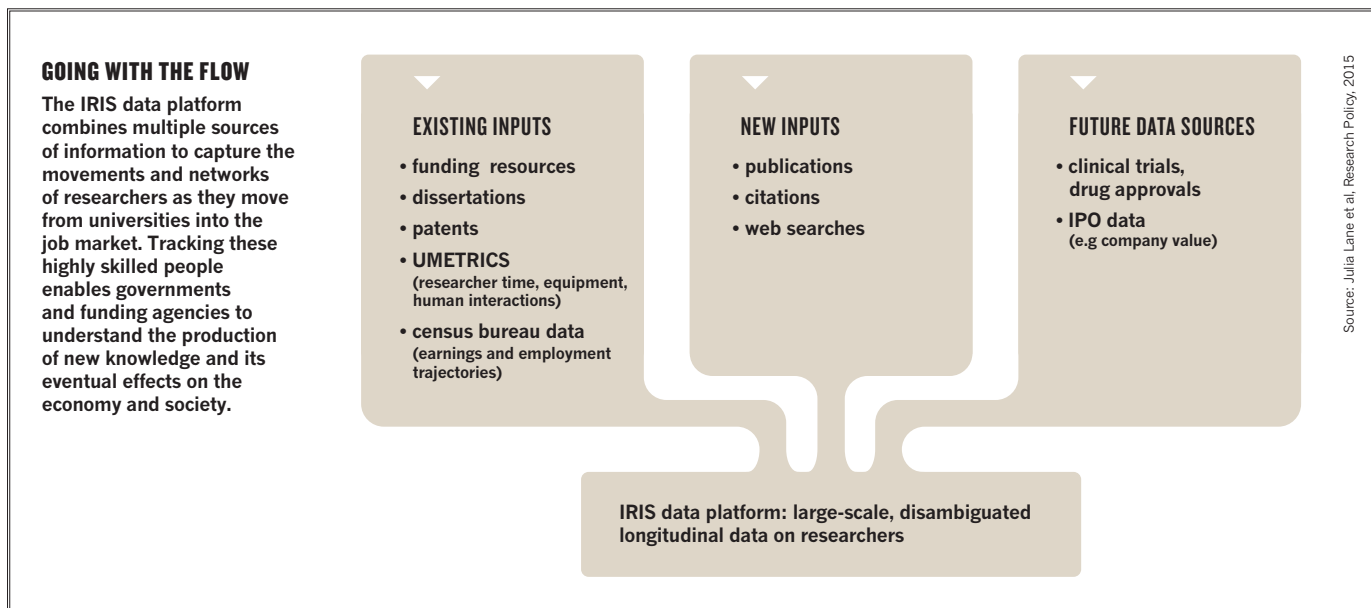 GOING WITH THE FLOW
The IRIS data platform
combines multiple sources
of information to capture the
movements and networks
of researchers as they move
from universities into the
job market. Tracking these
highly skilled people
enables governments
and funding agencies to
understand the production
of new knowledge and its
eventual effects on the
economy and society.
EXISTING INPUTS
• funding resources
• dissertations
• patents
• UMETRICS
(researcher time, equipment,
human interactions)
• census bureau data
(earnings and employment
trajectories)
NEW INPUTS
• publications
• citations
• web searches
FUTURE DATA SOURCES
• clinical trials,
drug approvals
• IPO data
(e.g company value)
IRIS data platform: large-scale, disambiguated
longitudinal data on researchers
Source: Julia Lane et al, Research Policy, 2015